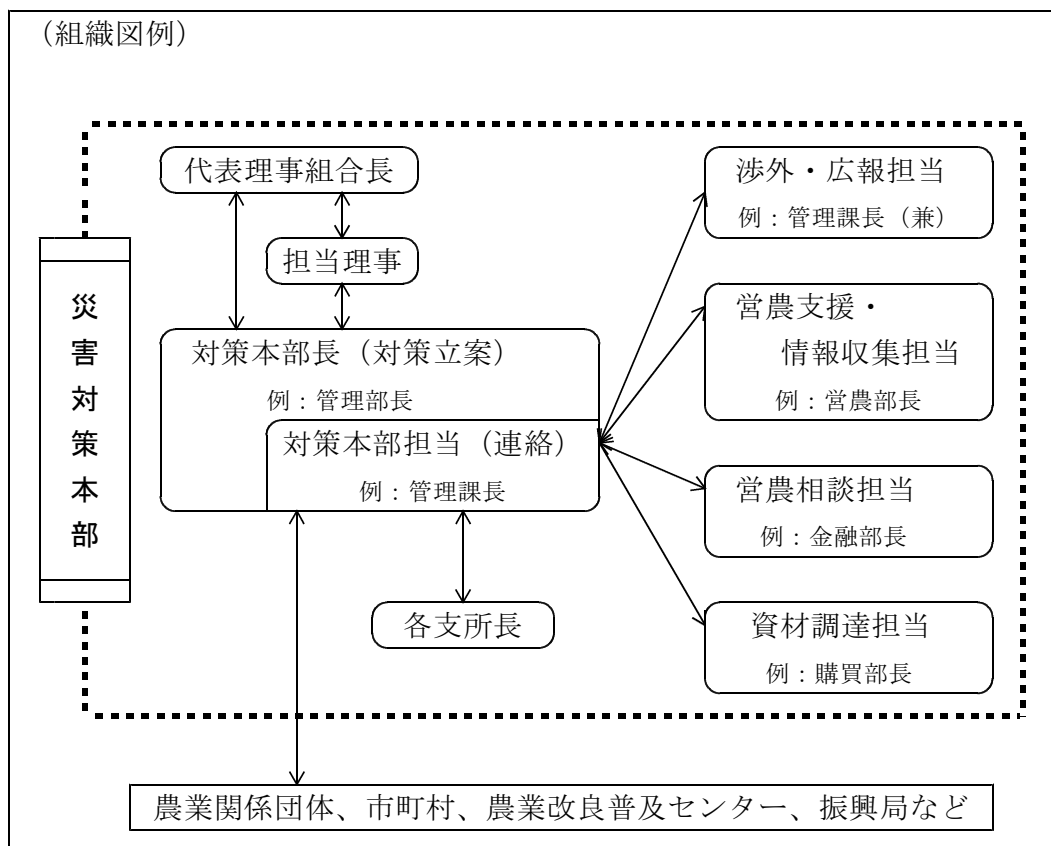 （組織図例）
災害対策本部
代表理事組合長
担当理事
対策本部長（対策立案）
例：管理部長
対策本部担当（連絡）
例：管理課長
各支所長
渉外・広報担当
例：管理課長（兼）
営農支援・
情報収集担当
例：営農部長
営農相談担当
例：金融部長
資材調達担当
例：購買部長
農業関係団体、市町村、農業改良普及センター、振興局など